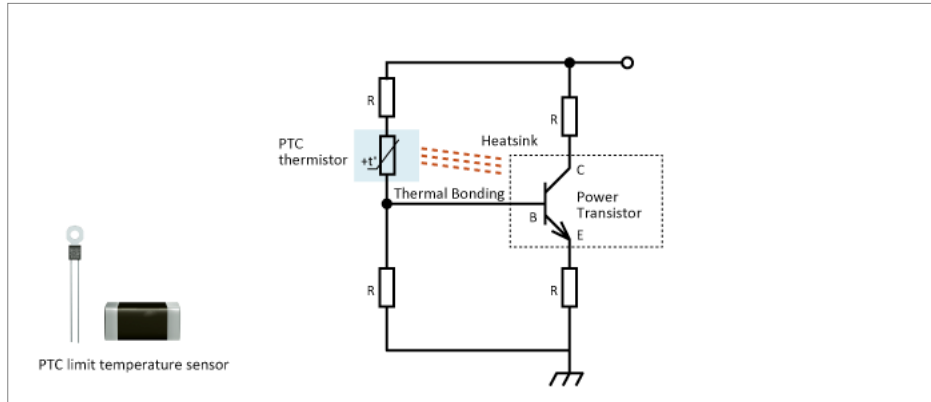 R
R
PTC
thermistor
+t°
Heatsink
C
Thermal Bonding
Power
Transistor
B
E
R
R
PTC limit temperature sensor